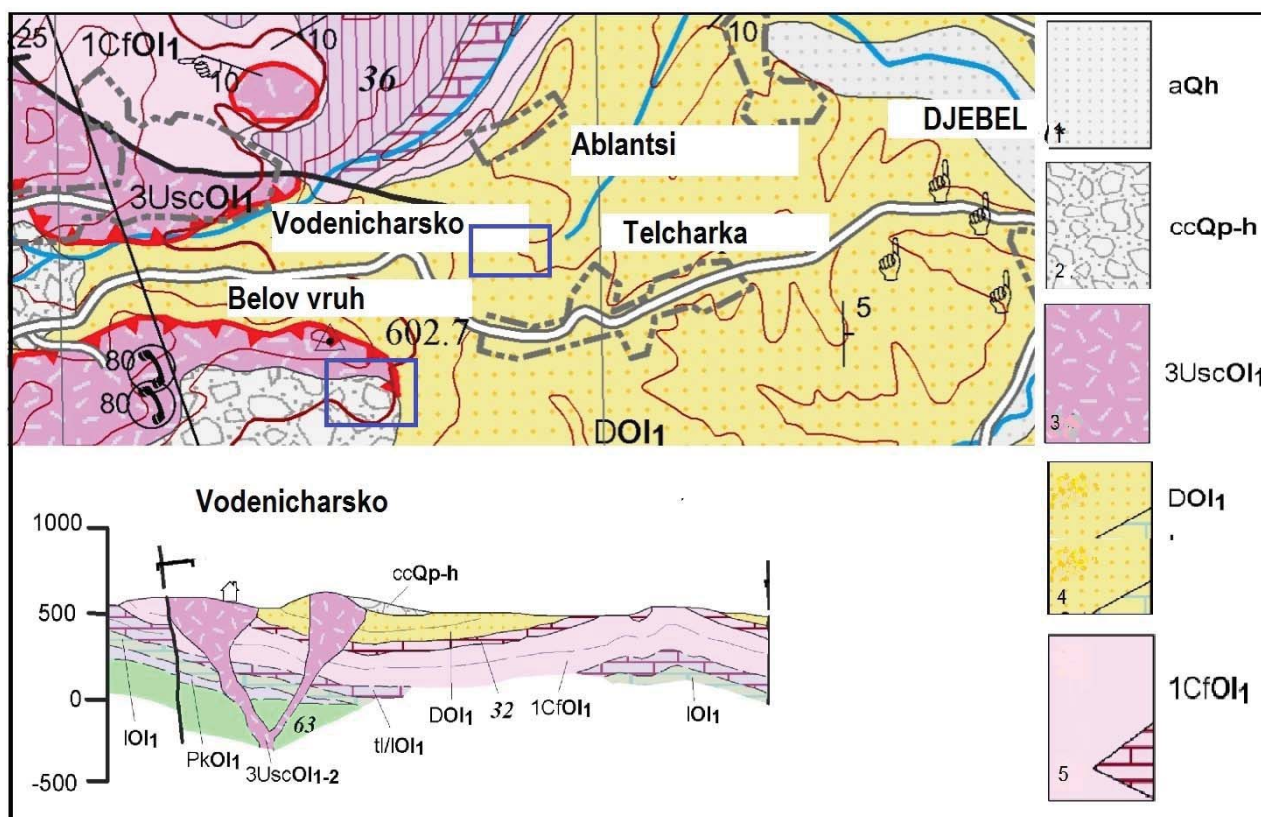 25
1CfOl1
10
10
36
10
DJEBEL
Ablantsi
3UscOl1
Vodenicharsko
Telcharka
Belov vruh
602.7
5
80
80
DOl1
aQh
1
ccQp-h
2
3UscOl1
3
DOl1
4
1CfOl1
5
Vodenicharsko
1000
500
0
-500
ccQp-h
lOl1
PkOl1
63
3UscOl1-2
tl/lOl1
DOl1
32
1CfOl1
lOl1